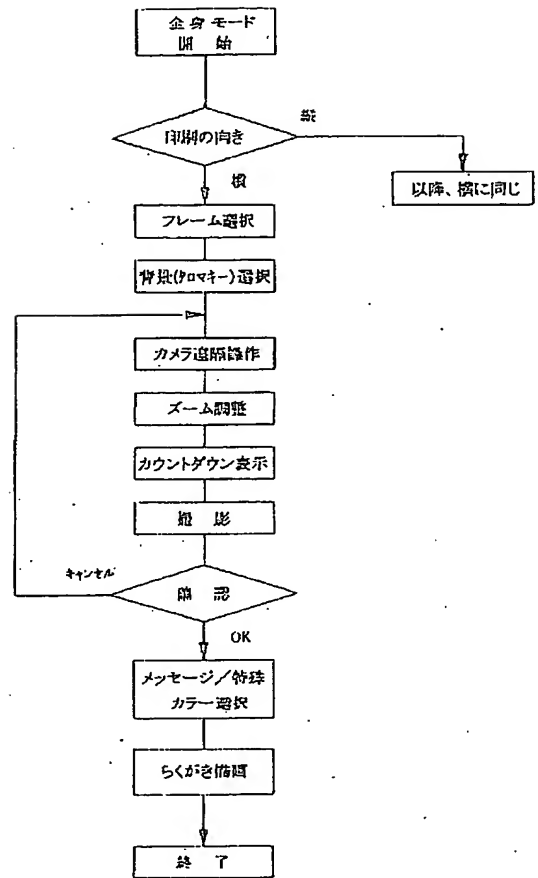 全身モード
開 始
印刷の向き
縦
横
以降、横に同じ
フレーム選択
背景(クロマキー)選択
カメラ遠隔操作
ズーム調整
カウントダウン表示
撮 影
キャンセル
確 認
OK
メッセージ／特殊
カラー選択
らくがき描画
終 了